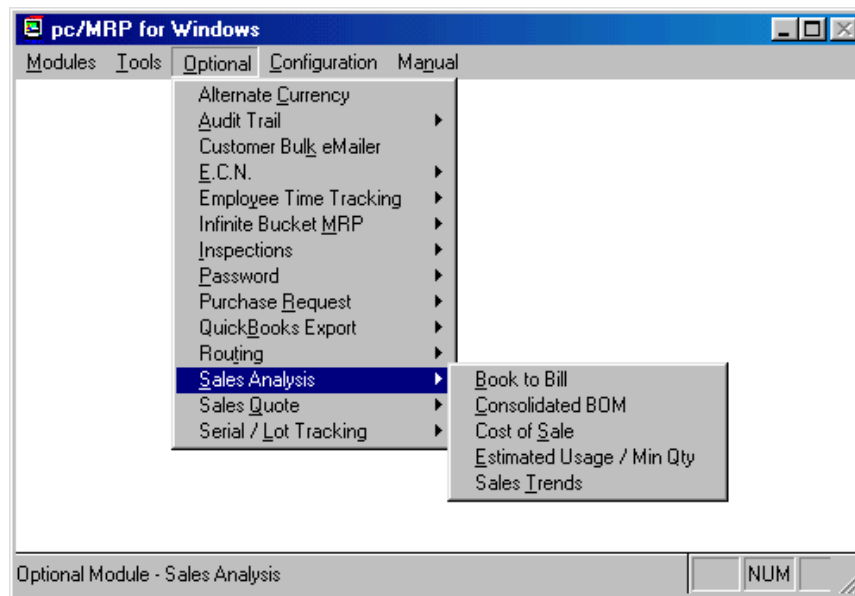 pc/MRP for Windows
Modules Tools Optional Configuration Manual
Alternate Currency
Audit Trail
Customer Bulk eMailer
E.C.N.
Employee Time Tracking
Infinite Bucket MRP
Inspections
Password
Purchase Request
QuickBooks Export
Routing
Sales Analysis
Sales Quote
Serial / Lot Tracking
Book to Bill
Consolidated BOM
Cost of Sale
Estimated Usage / Min Qty
Sales Trends
Optional Module - Sales Analysis NUM